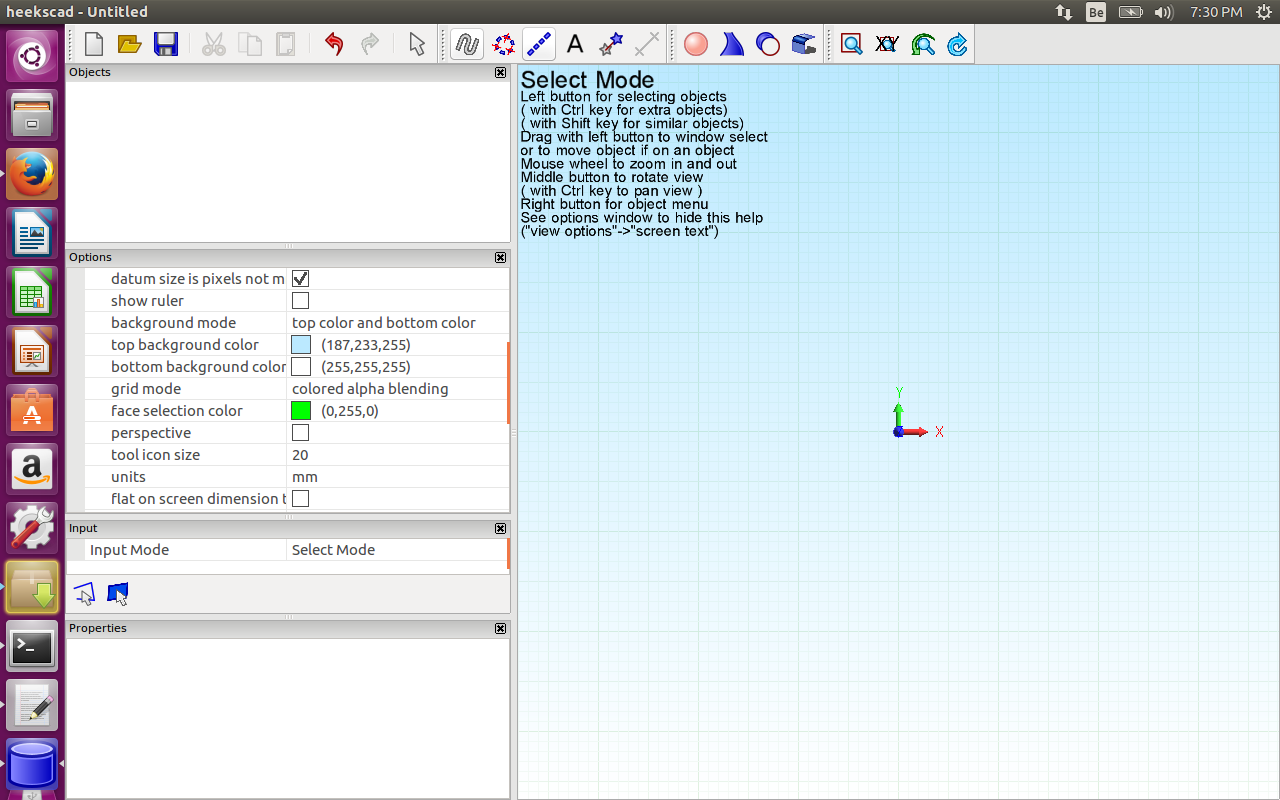 heekscad - Untitled
Be
7:30 PM
A
Objects
Select Mode
Left button for selecting objects
( with Ctrl key for extra objects)
( with Shift key for similar objects)
Drag with left button to window select
or to move object if on an object
Mouse wheel to zoom in and out
Middle button to rotate view
( with Ctrl key to pan view )
Right button for object menu
See options window to hide this help
("view options"->"screen text")
Options
datum size is pixels not m
show ruler
background mode top color and bottom color
top background color (187,233,255)
bottom background color (255,255,255)
grid mode colored alpha blending
face selection color (0,255,0)
perspective
tool icon size 20
units mm
flat on screen dimension t
Y
X
Input
Input Mode Select Mode
Properties